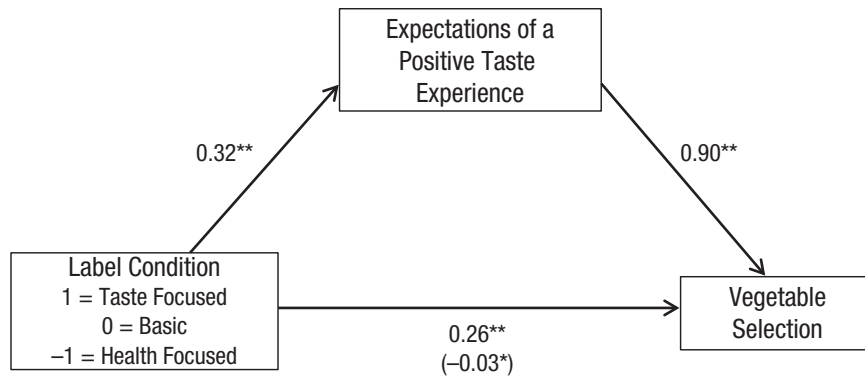 Expectations of a
Positive Taste
Experience
0.32**
0.90**
Label Condition
1 = Taste Focused
0 = Basic
–1 = Health Focused
0.26**
(–0.03*)
Vegetable
Selection